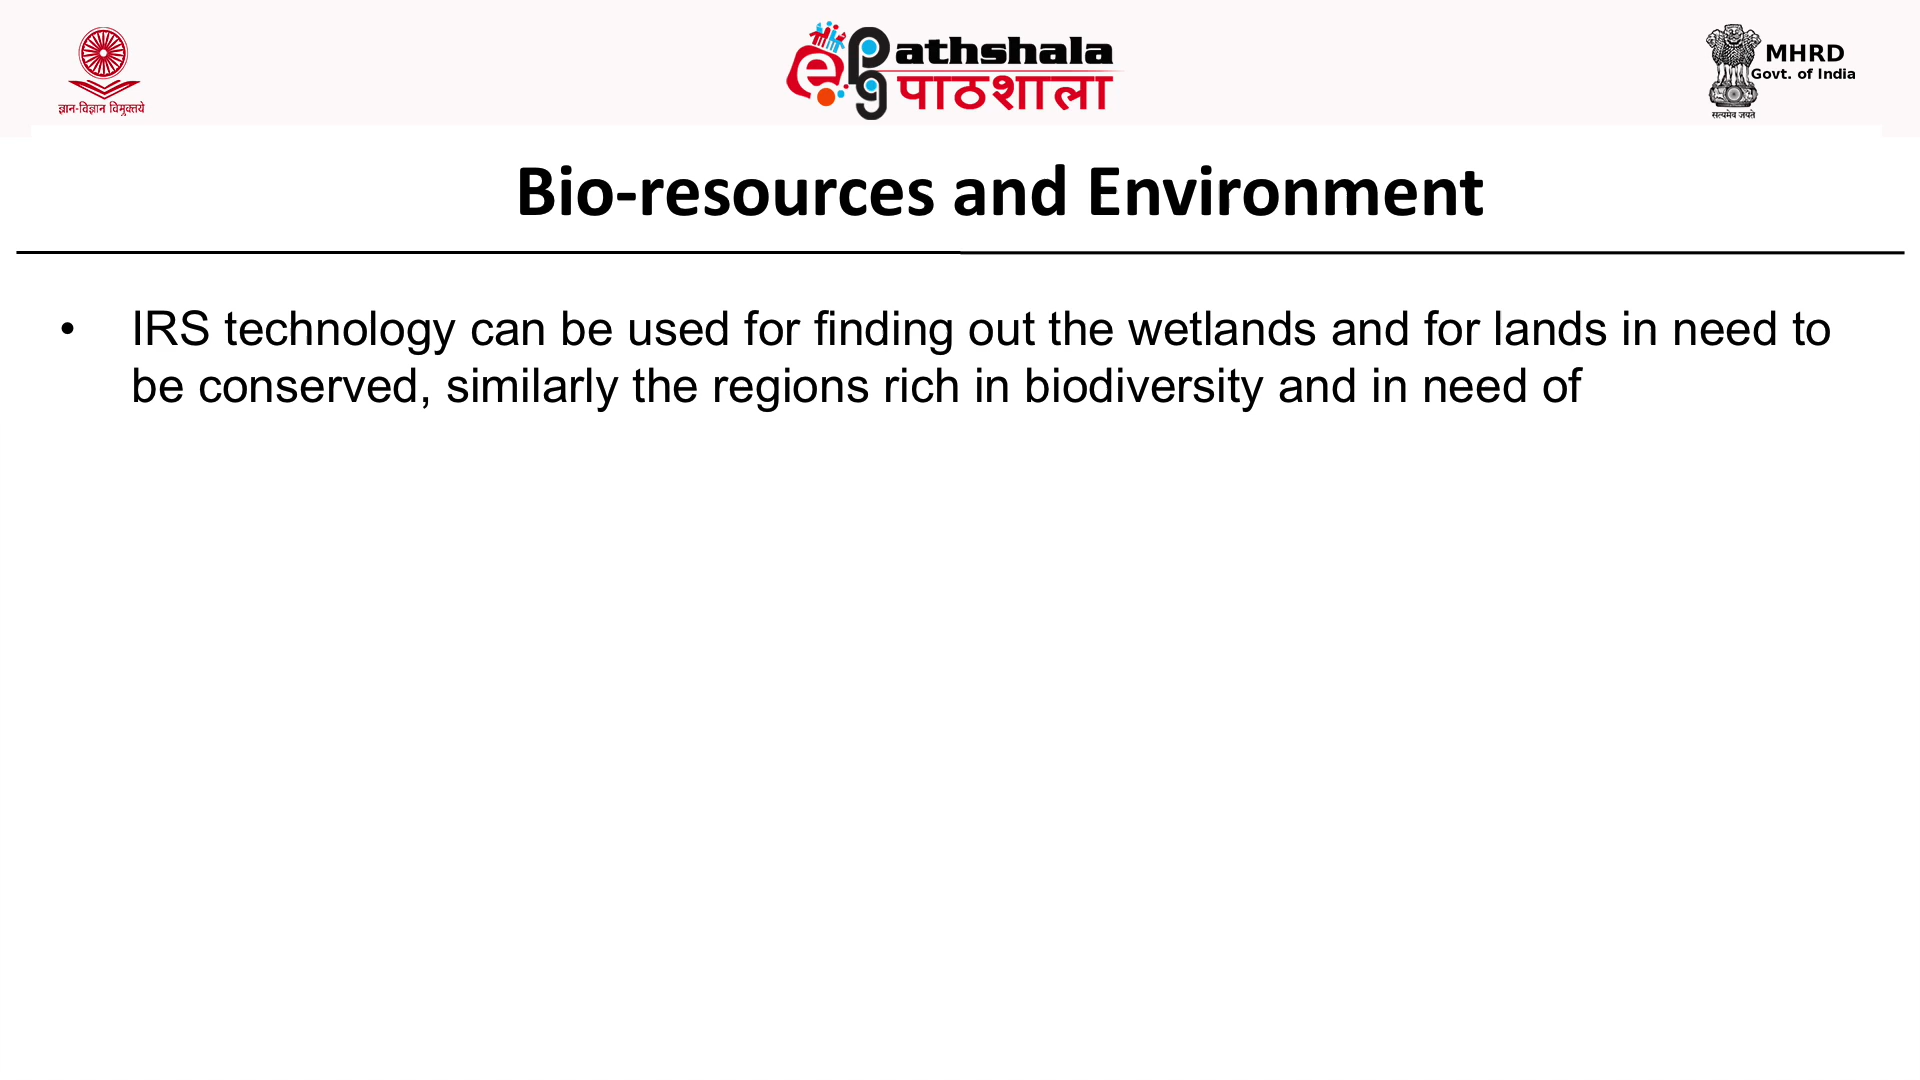 ज्ञान-विज्ञान विमुक्तये
athshala
पाठशाला
MHRD
Govt. of India
सत्यमेव जयते
Bio-resources and Environment
• IRS technology can be used for finding out the wetlands and for lands in need to
be conserved, similarly the regions rich in biodiversity and in need of